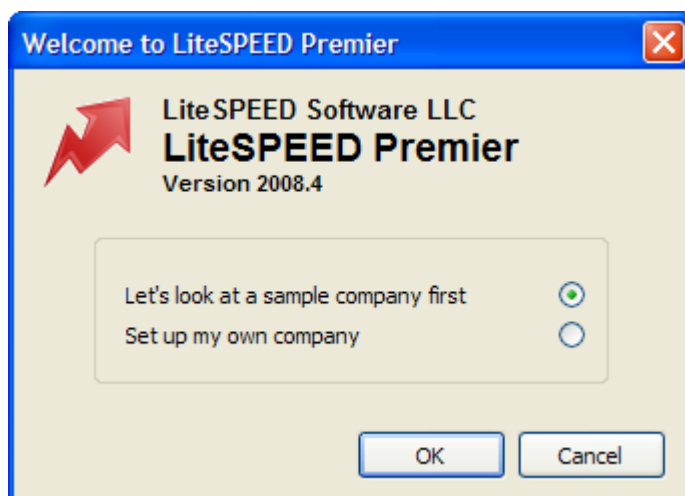 Welcome to LiteSPEED Premier
LiteSPEED Software LLC
LiteSPEED Premier
Version 2008.4
Let's look at a sample company first
Set up my own company
OK
Cancel